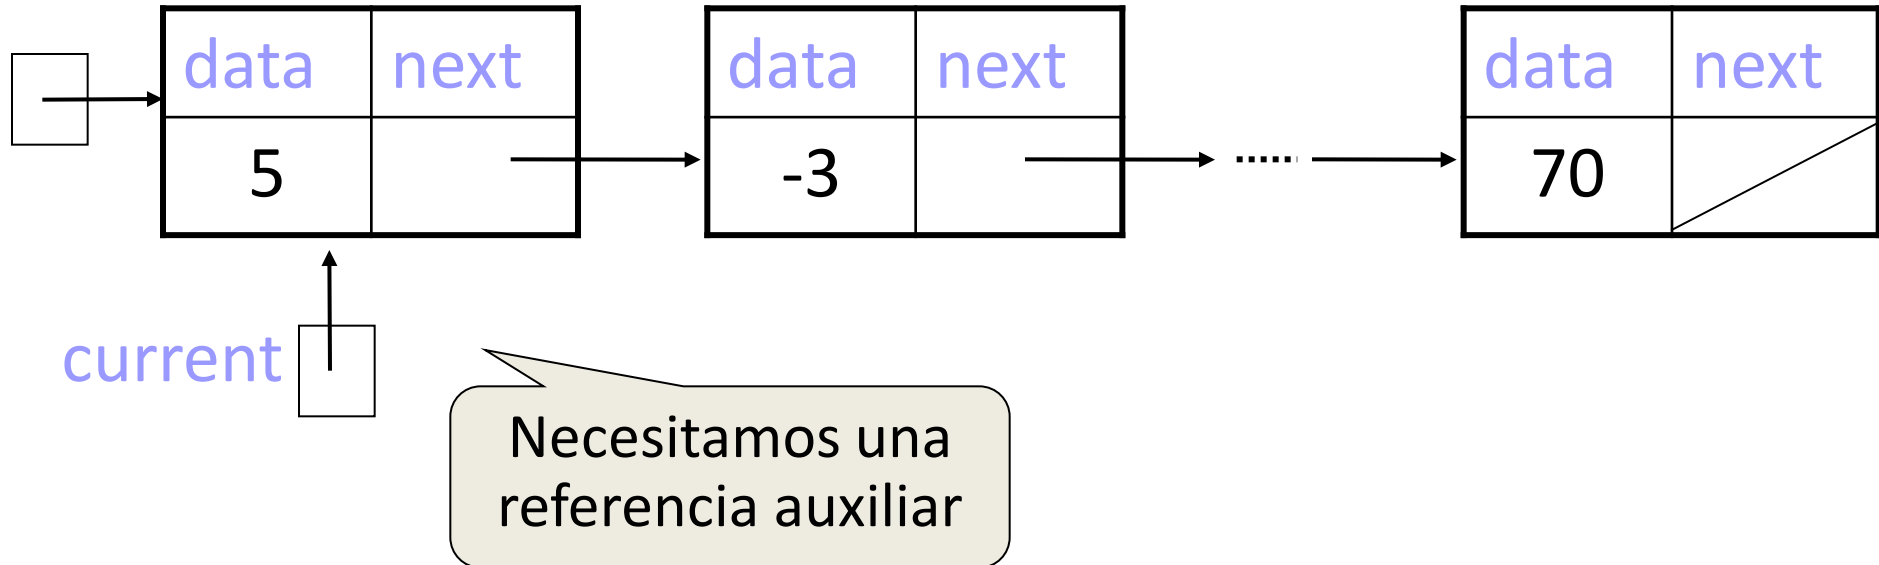 data next data next data next
5 -3 ...... 70
current
Necesitamos una
referencia auxiliar